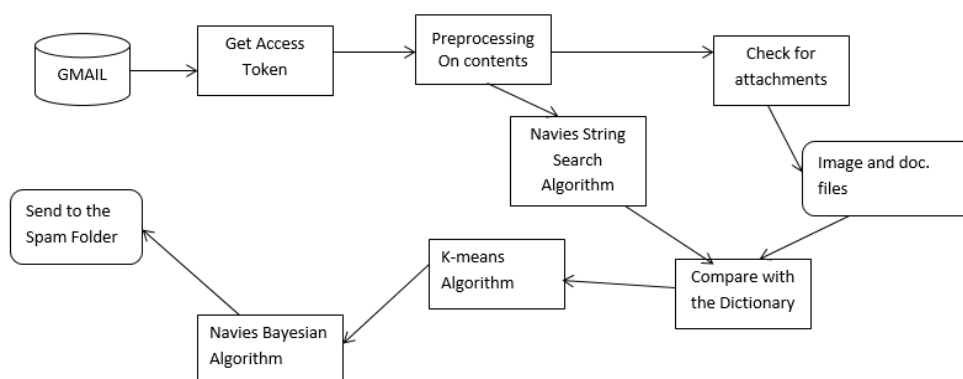 GMAIL
Get Access
Token
Preprocessing
On contents
Check for
attachments
Navies String
Search
Algorithm
Image and doc.
files
Send to the
Spam Folder
K-means
Algorithm
Compare with
the Dictionary
Navies Bayesian
Algorithm